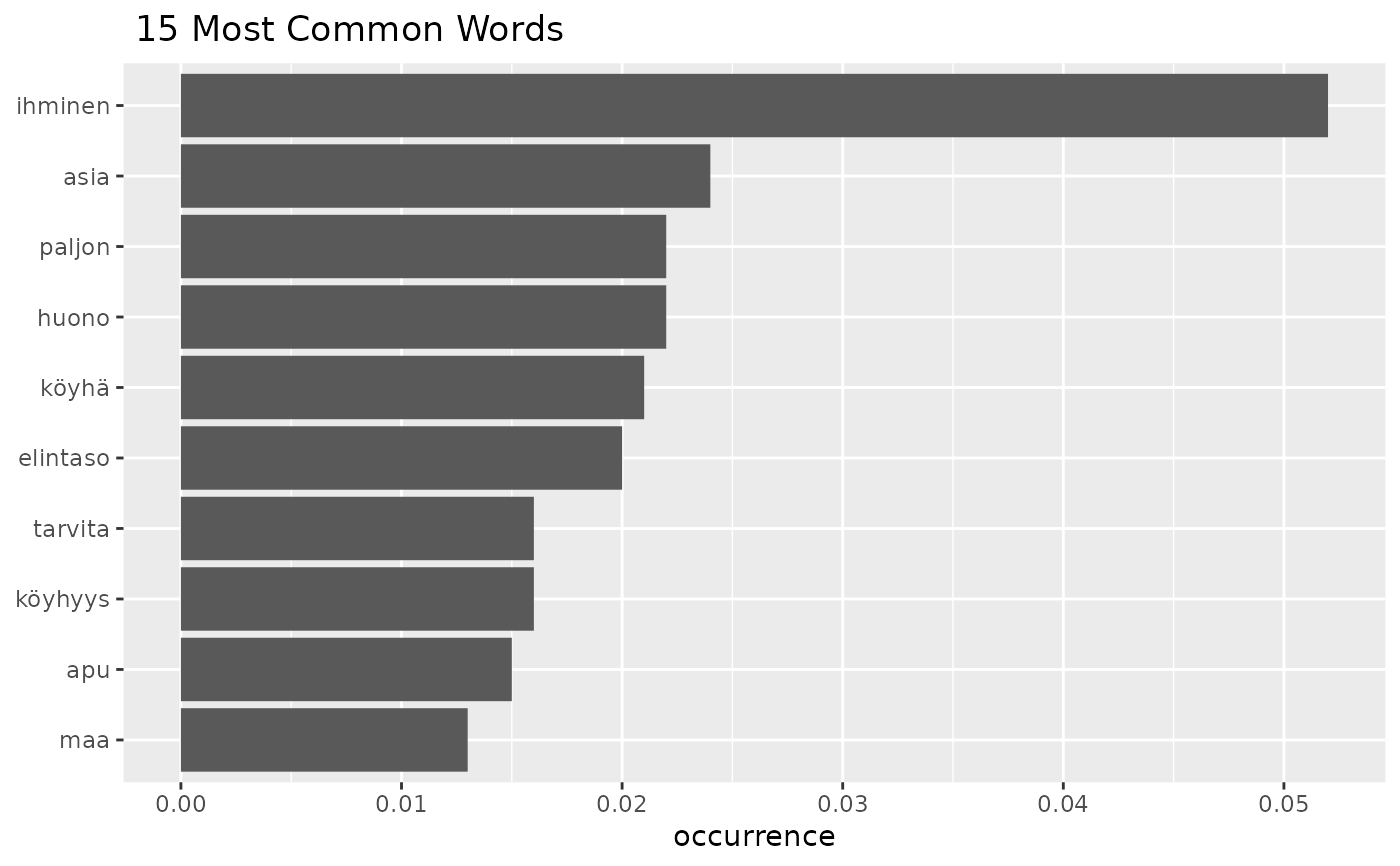 15 Most Common Words
ihminen
asia
paljon
huono
köyhä
elintaso
tarvita
köyhyys
apu
maa
0.00 0.01 0.02 0.03 0.04 0.05
occurrence